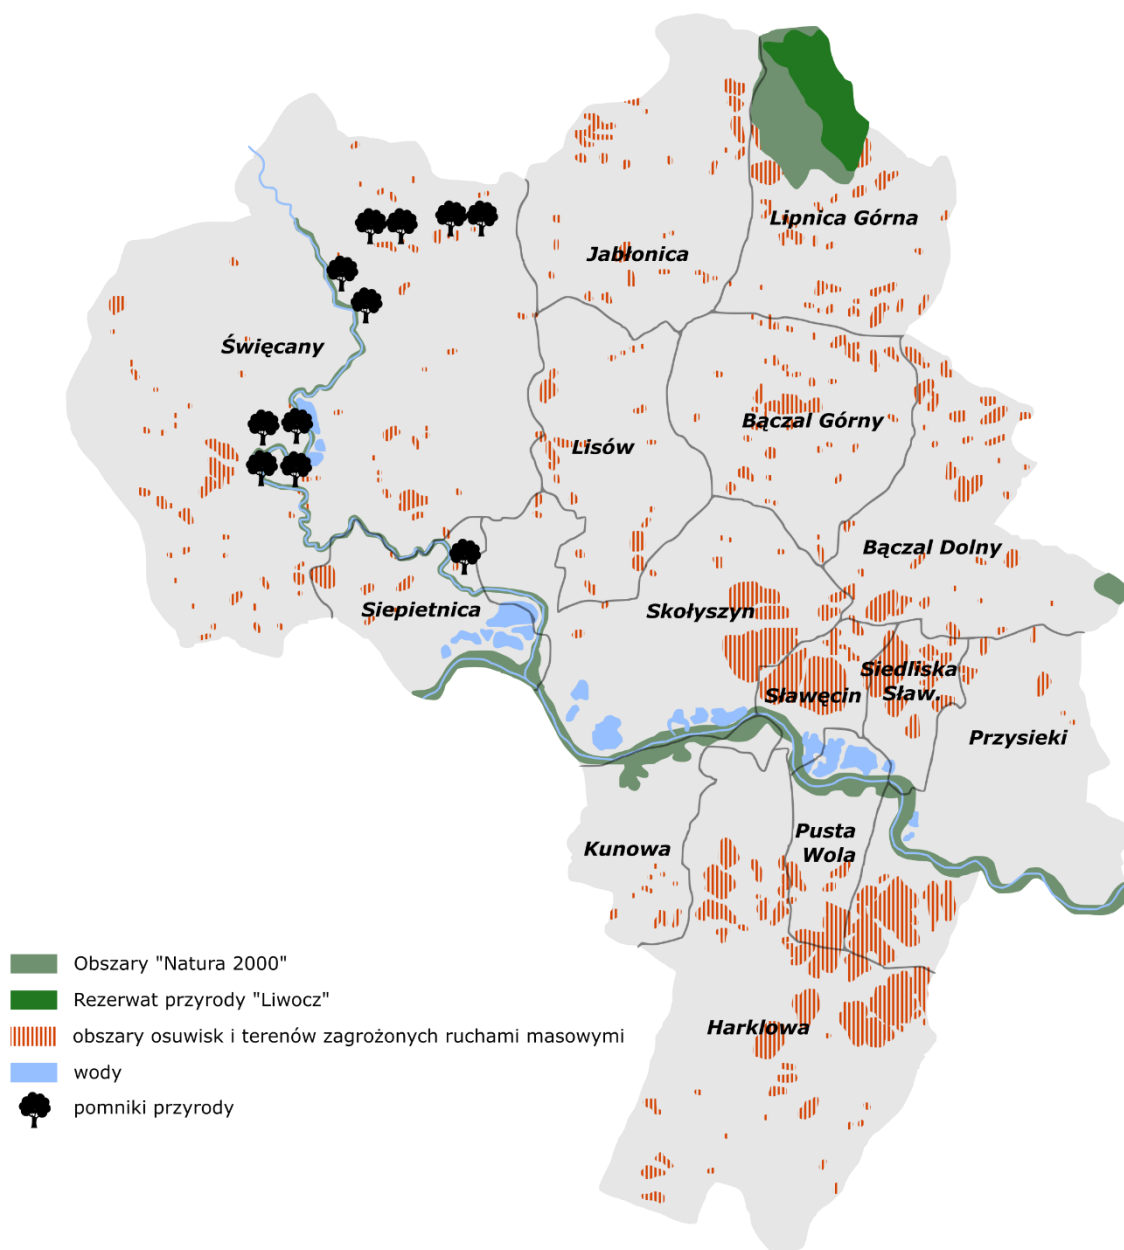 Lipnica Górna
Jabłonica
Święcany
Bączal Górny
Lisów
Bączal Dolny
Siepietnica
Skołyszyn
Siedliska
Sław.
Sławęcin
Przysieki
Pusta
Wola
Kunowa
Harklowa
Obszary "Natura 2000"
Rezerwat przyrody "Liwocz"
obszary osuwisk i terenów zagrożonych ruchami masowymi
wody
pomniki przyrody